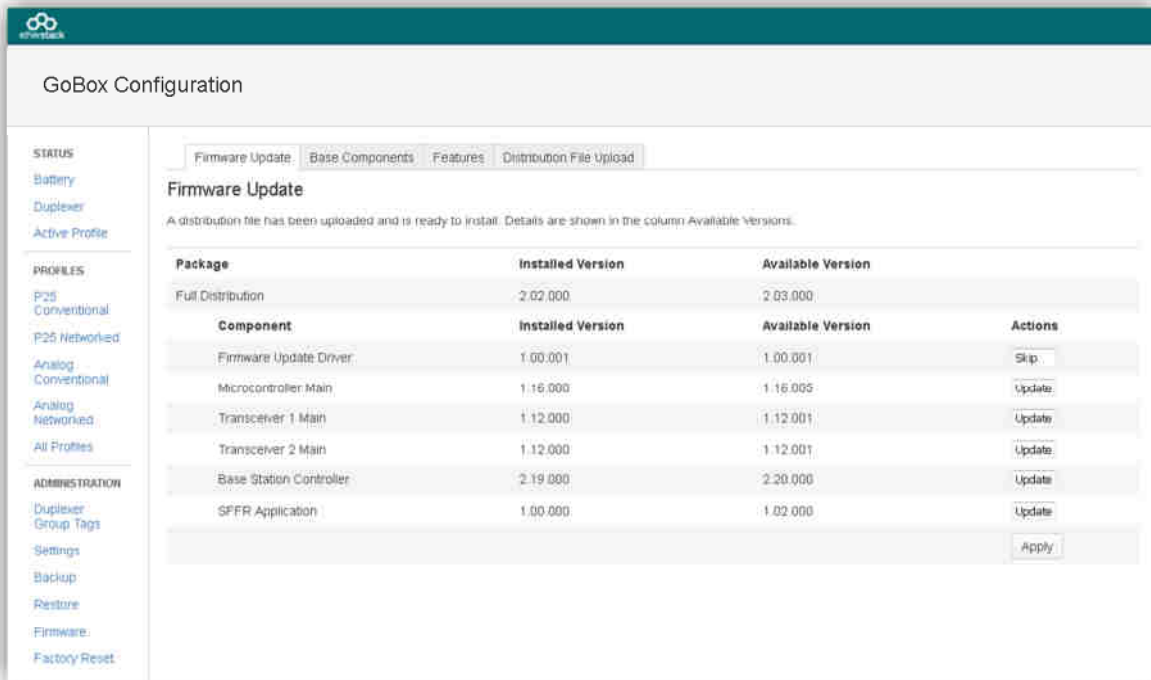 etherstack
GoBox Configuration
STATUS
Battery
Duplexer
Active Profile
PROFILES
P25
Conventional
P25 Networked
Analog
Conventional
Analog
Networked
All Profiles
ADMINISTRATION
Duplexer
Group Tags
Settings
Backup
Restore
Firmware
Factory Reset
Firmware Update Base Components Features Distribution File Upload
Firmware Update
A distribution file has been uploaded and is ready to install. Details are shown in the column Available Versions.
Package Installed Version Available Version
Full Distribution 2.02.000 2.03.000
Component Installed Version Available Version Actions
Firmware Update Driver 1.00.001 1.00.001 Skip
Microcontroller Main 1.16.000 1.16.005 Update
Transceiver 1 Main 1.12.000 1.12.001 Update
Transceiver 2 Main 1.12.000 1.12.001 Update
Base Station Controller 2.19.000 2.20.000 Update
SFFR Application 1.00.000 1.02.000 Update
Apply